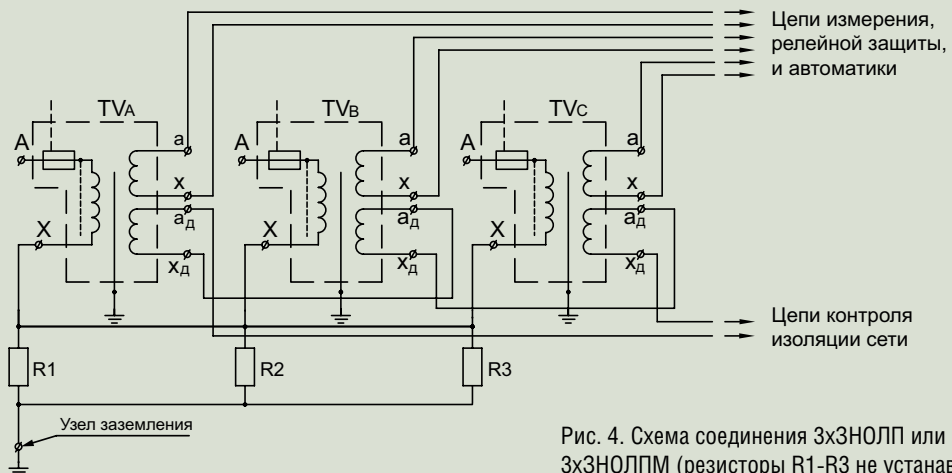 Цепи измерения,
релейной защиты,
и автоматики
TVA TVB TVC
A a A a A a
X x X x X x
aд aд aд
xд xд xд
Цепи контроля
изоляции сети
R1 R2 R3
Узел заземления
Рис. 4. Схема соединения 3хЗНОЛП или
3хЗНОЛПМ (резисторы R1-R3 не устанав